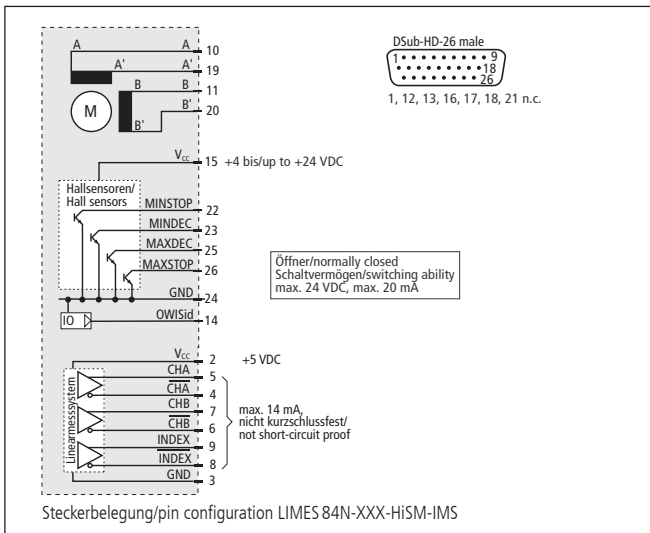 A A 10
A' A' 19
B B 11
B' B' 20
M
DSub-HD-26 male
1 9
18
26
1, 12, 13, 16, 17, 18, 21 n.c.
Vcc 15 +4 bis/up to +24 VDC
Hallsensoren/
Hall sensors
MINSTOP 22
MINDEC 23
MAXDEC 25
MAXSTOP 26
GND 24
IO OWISid 14
Öffner/normally closed
Schaltvermögen/switching ability
max. 24 VDC, max. 20 mA
Linearmesssystem
Vcc 2 +5 VDC
CHA 5
C̅H̅A̅ 4
CHB 7
C̅H̅B̅ 6
INDEX 9
I̅N̅D̅E̅X̅ 8
GND 3
max. 14 mA,
nicht kurzschlussfest/
not short-circuit proof
Steckerbelegung/pin configuration LIMES 84N-XXX-HiSM-IMS